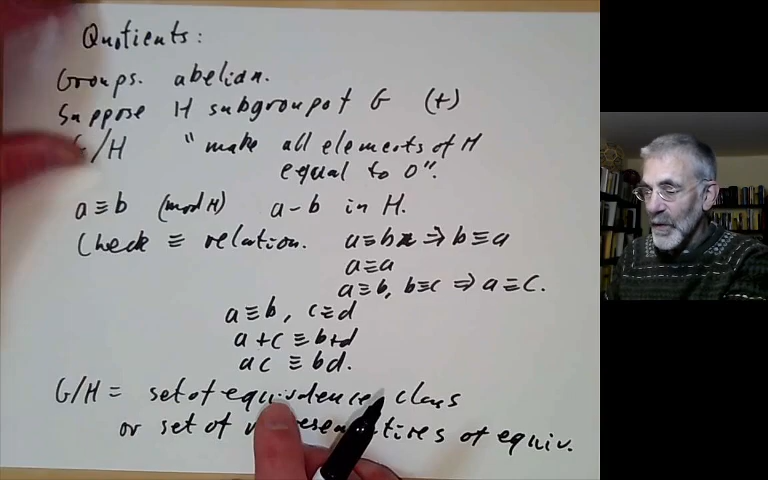 Quotients:
Groups. abelian.
Suppose H subgroup of G (+)
G/H "make all elements of H
equal to 0".
a≡b (mod H) a-b in H.
Check ≡ relation. a≡b ⇒ b≡a
a≡a
a≡b, b≡c ⇒ a≡c.
a≡b, c≡d
a+c ≡ b+d
ac ≡ bd.
G/H = set of equivalence class
or set of representatives of equiv.